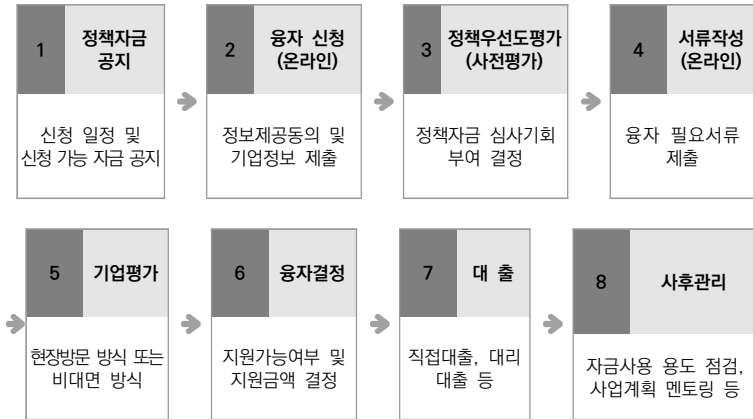 1
정책자금
공지
신청 일정 및
신청 가능 자금 공지
2
융자 신청
(온라인)
정보제공동의 및
기업정보 제출
3
정책우선도평가
(사전평가)
정책자금 심사기회
부여 결정
4
서류작성
(온라인)
융자 필요서류
제출
5
기업평가
현장방문 방식 또는
비대면 방식
6
융자결정
지원가능여부 및
지원금액 결정
7
대 출
직접대출, 대리
대출 등
8
사후관리
자금사용 용도 점검,
사업계획 멘토링 등